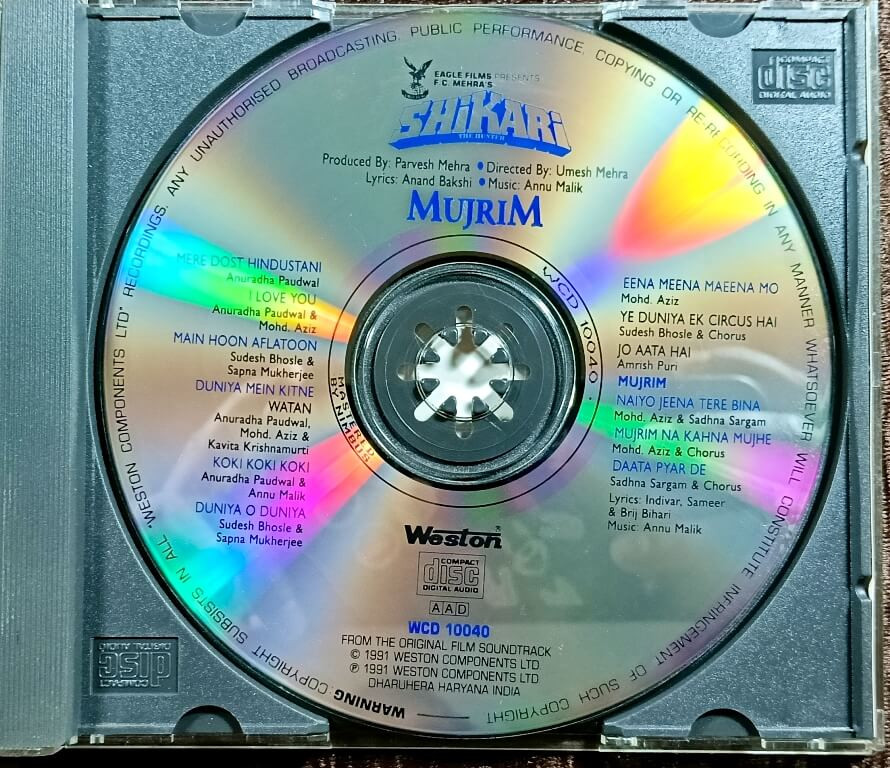 EAGLE FILMS PRESENTS
F.C. MEHRA'S
SHIKARI
THE HUNTER
Produced By: Parvesh Mehra • Directed By: Umesh Mehra
Lyrics: Anand Bakshi • Music: Annu Malik
MUJRIM
MERE DOST HINDUSTANI
Anuradha Paudwal
I LOVE YOU
Anuradha Paudwal &
Mohd. Aziz
MAIN HOON AFLATOON
Sudesh Bhosle &
Sapna Mukherjee
DUNIYA MEIN KITNE
WATAN
Anuradha Paudwal,
Mohd. Aziz &
Kavita Krishnamurti
KOKI KOKI KOKI
Anuradha Paudwal &
Annu Malik
DUNIYA O DUNIYA
Sudesh Bhosle &
Sapna Mukherjee
EENA MEENA MAEENA MO
Mohd. Aziz
YE DUNIYA EK CIRCUS HAI
Sudesh Bhosle & Chorus
JO AATA HAI
Amrish Puri
MUJRIM
NAIYO JEENA TERE BINA
Mohd. Aziz & Sadhna Sargam
MUJRIM NA KAHNA MUJHE
Mohd. Aziz & Chorus
DAATA PYAR DE
Sadhna Sargam & Chorus
Lyrics: Indivar, Sameer
& Brij Bihari
Music: Annu Malik
WCD 10040 .
MASTERED
BY NIMBUS
Weston®
COMPACT
disc
DIGITAL AUDIO
AAD
WCD 10040
FROM THE ORIGINAL FILM SOUNDTRACK
© 1991 WESTON COMPONENTS LTD.
℗ 1991 WESTON COMPONENTS LTD.
DHARUHERA HARYANA INDIA
WARNING: COPYRIGHT SUBSISTS IN ALL "WESTON COMPONENTS LTD" RECORDINGS. ANY UNAUTHORISED BROADCASTING, PUBLIC PERFORMANCE, COPYING OR RE-RECORDING IN ANY MANNER WHATSOEVER, WILL CONSTITUTE INFRINGEMENT OF SUCH COPYRIGHT
COMPACT
disc
DIGITAL AUDIO
COMPACT
disc
DIGITAL AUDIO